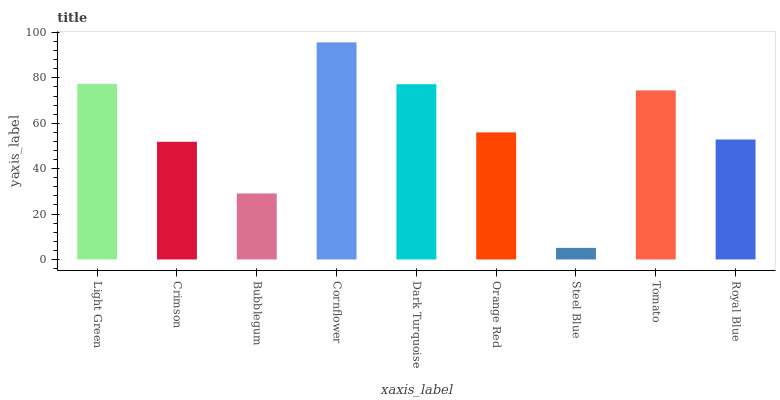 title
100
80
60
40
20
0
yaxis_label
Light Green
Crimson
Bubblegum
Cornflower
Dark Turquoise
Orange Red
Steel Blue
Tomato
Royal Blue
xaxis_label